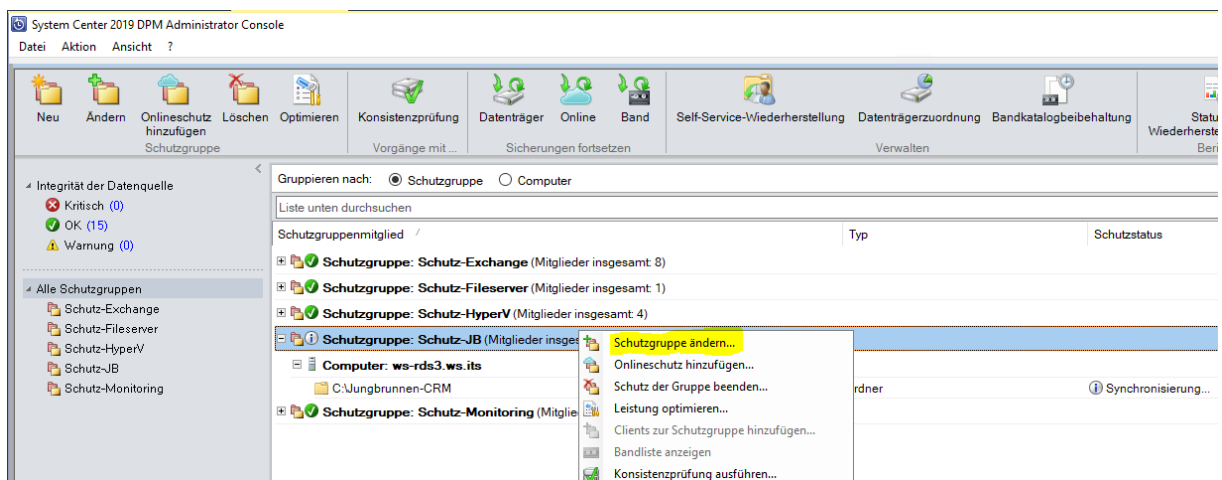 System Center 2019 DPM Administrator Console
Datei Aktion Ansicht ?
Neu Ändern Onlineschutz hinzufügen Löschen Optimieren Konsistenzprüfung Datenträger Online Band Self-Service-Wiederherstellung Datenträgerzuordnung Bandkatalogbeibehaltung
Schutzgruppe Vorgänge mit ... Sicherungen fortsetzen Verwalten
Integrität der Datenquelle
Kritisch (0)
OK (15)
Warnung (0)
Alle Schutzgruppen
Schutz-Exchange
Schutz-Fileserver
Schutz-HyperV
Schutz-JB
Schutz-Monitoring
Gruppieren nach: Schutzgruppe Computer
Liste unten durchsuchen
Schutzgruppenmitglied / Typ Schutzstatus
Schutzgruppe: Schutz-Exchange (Mitglieder insgesamt: 8)
Schutzgruppe: Schutz-Fileserver (Mitglieder insgesamt: 1)
Schutzgruppe: Schutz-HyperV (Mitglieder insgesamt: 4)
Schutzgruppe: Schutz-JB (Mitglieder insges
Computer: ws-rds3.ws.its
C:\Jungbrunnen-CRM rdner Synchronisierung...
Schutzgruppe: Schutz-Monitoring (Mitglie
Schutzgruppe ändern...
Onlineschutz hinzufügen...
Schutz der Gruppe beenden...
Leistung optimieren...
Clients zur Schutzgruppe hinzufügen...
Bandliste anzeigen
Konsistenzprüfung ausführen...